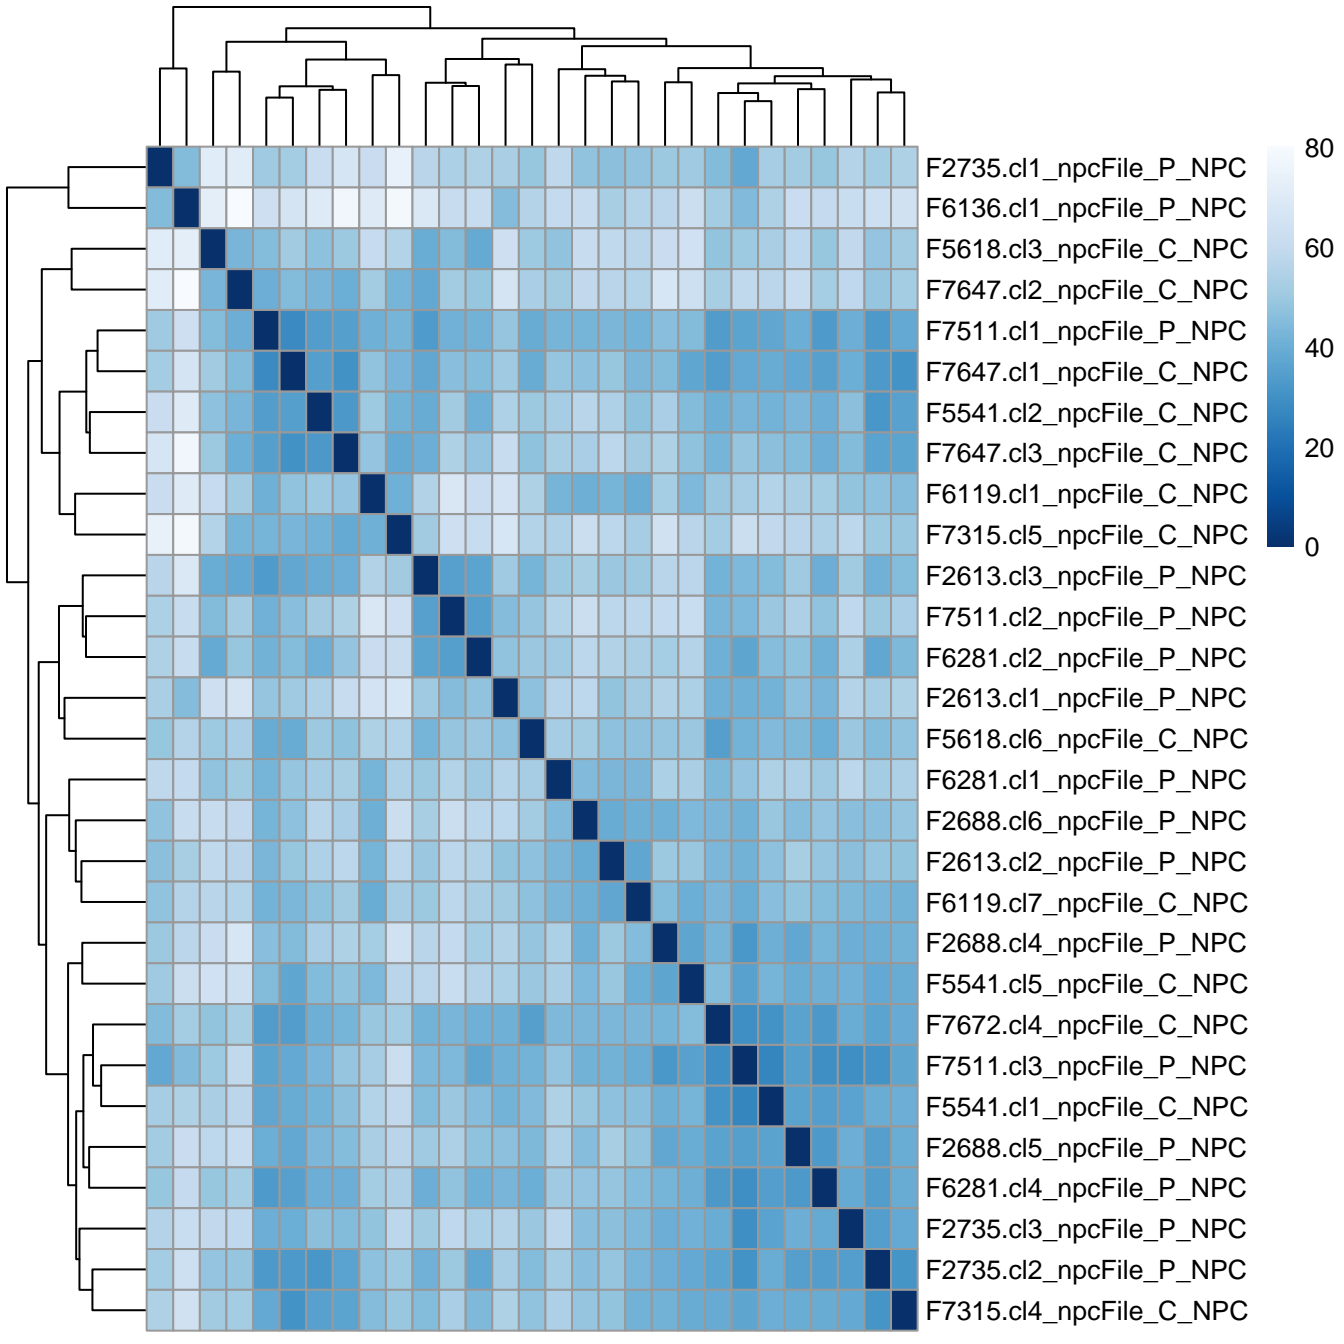 F2735.cl1_npcFile_P_NPC
F6136.cl1_npcFile_P_NPC
F5618.cl3_npcFile_C_NPC
F7647.cl2_npcFile_C_NPC
F7511.cl1_npcFile_P_NPC
F7647.cl1_npcFile_C_NPC
F5541.cl2_npcFile_C_NPC
F7647.cl3_npcFile_C_NPC
F6119.cl1_npcFile_C_NPC
F7315.cl5_npcFile_C_NPC
F2613.cl3_npcFile_P_NPC
F7511.cl2_npcFile_P_NPC
F6281.cl2_npcFile_P_NPC
F2613.cl1_npcFile_P_NPC
F5618.cl6_npcFile_C_NPC
F6281.cl1_npcFile_P_NPC
F2688.cl6_npcFile_P_NPC
F2613.cl2_npcFile_P_NPC
F6119.cl7_npcFile_C_NPC
F2688.cl4_npcFile_P_NPC
F5541.cl5_npcFile_C_NPC
F7672.cl4_npcFile_C_NPC
F7511.cl3_npcFile_P_NPC
F5541.cl1_npcFile_C_NPC
F2688.cl5_npcFile_P_NPC
F6281.cl4_npcFile_P_NPC
F2735.cl3_npcFile_P_NPC
F2735.cl2_npcFile_P_NPC
F7315.cl4_npcFile_C_NPC
80
60
40
20
0